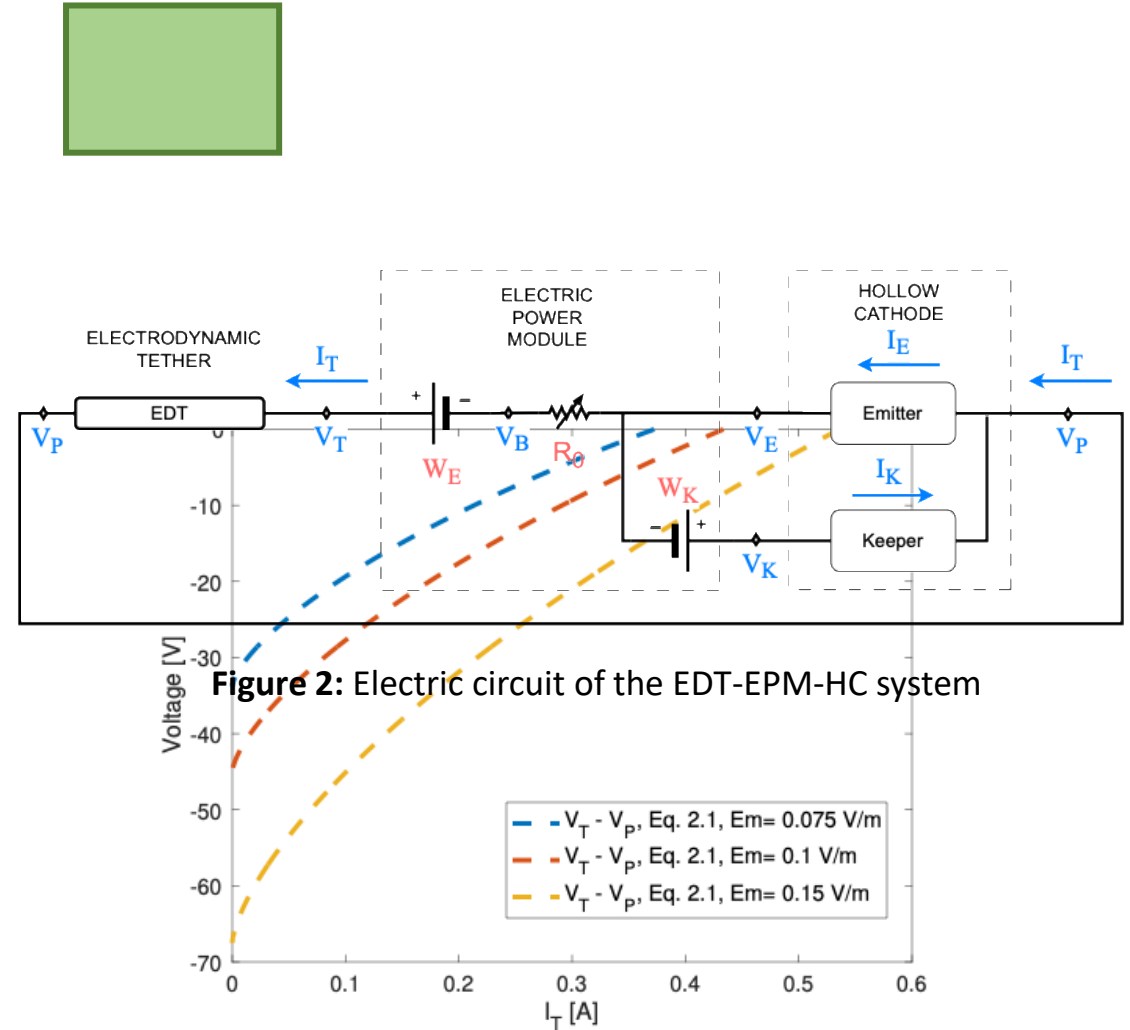 ELECTRIC
POWER
MODULE
HOLLOW
CATHODE
ELECTRODYNAMIC
TETHER
I_T
I_E
I_T
+
−
EDT
Emitter
V_P
V_T
V_B
V_E
V_P
0
R_0
W_E
W_K
I_K
−
+
Keeper
V_K
-10
-20
-30
Figure 2: Electric circuit of the EDT-EPM-HC system
Voltage [V]
-40
-50
V_T - V_P, Eq. 2.1, Em= 0.075 V/m
V_T - V_P, Eq. 2.1, Em= 0.1 V/m
V_T - V_P, Eq. 2.1, Em= 0.15 V/m
-60
-70
0 0.1 0.2 0.3 0.4 0.5 0.6
I_T [A]